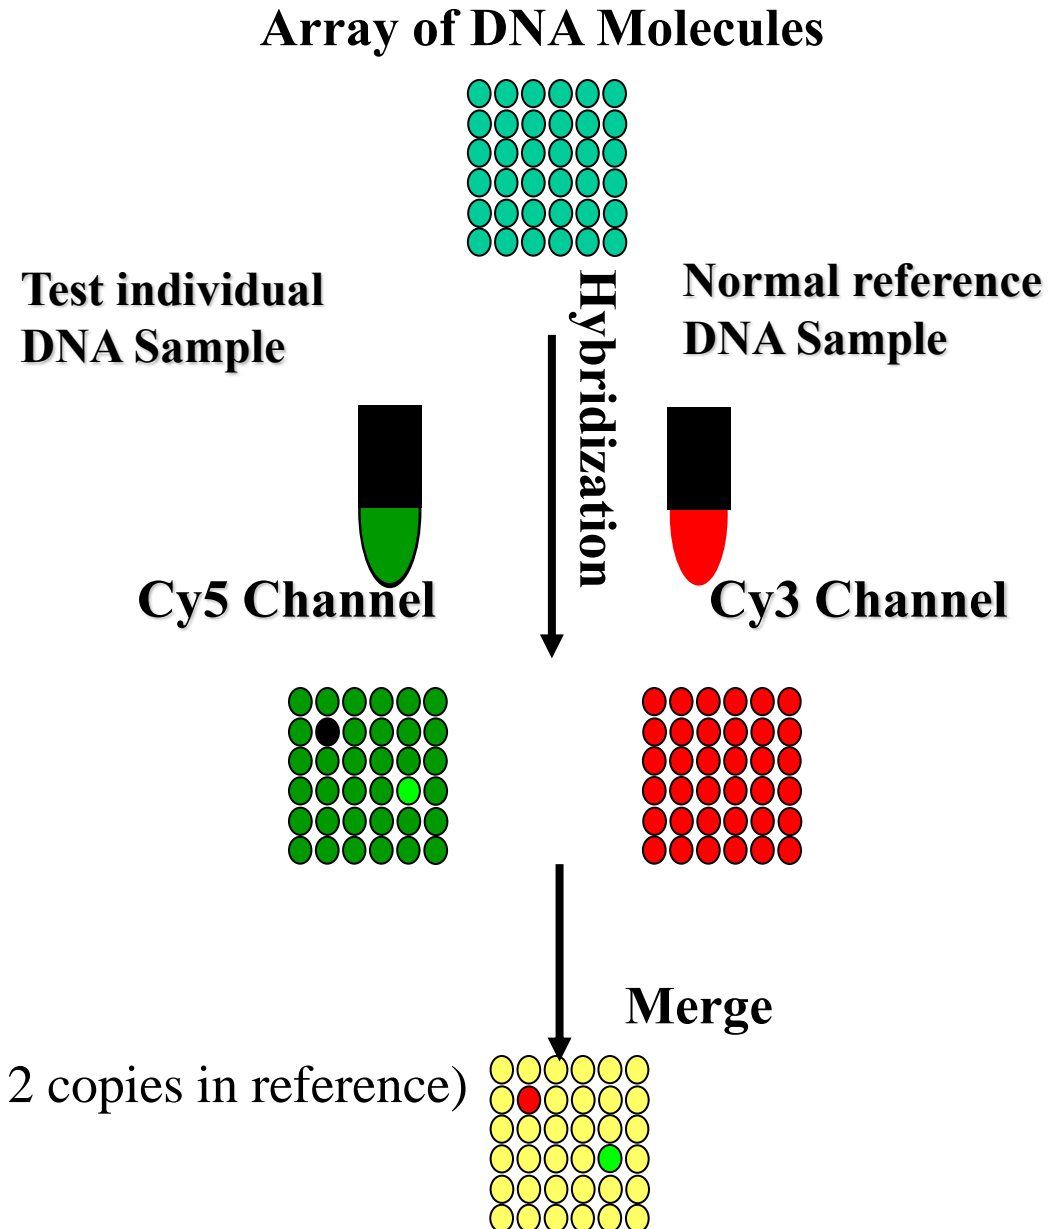 Array of DNA Molecules
Test individual
DNA Sample
Hybridization
Normal reference
DNA Sample
Cy5 Channel
Cy3 Channel
Merge
2 copies in reference)